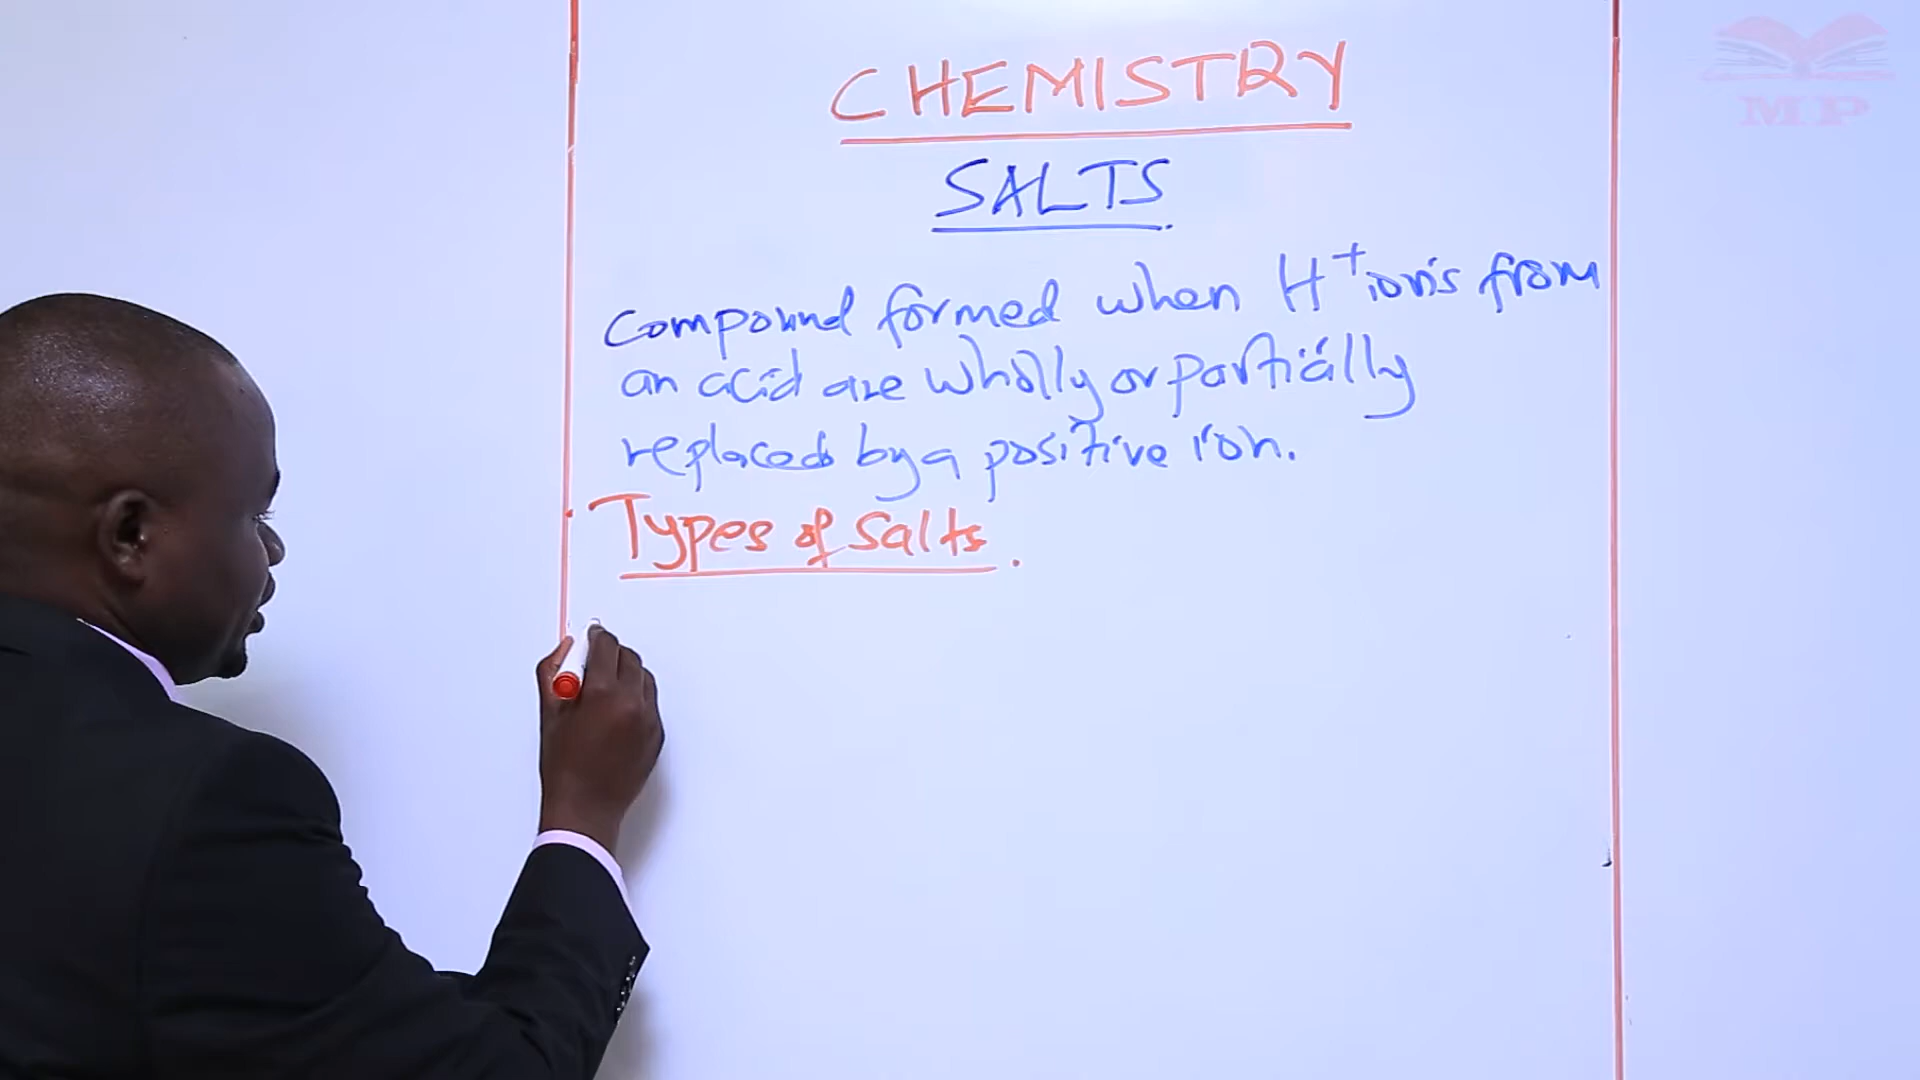 CHEMISTRY
SALTS
Compound formed when H⁺ions from
an acid are wholly or partially
replaced by a positive ion.
Types of Salts.
MP